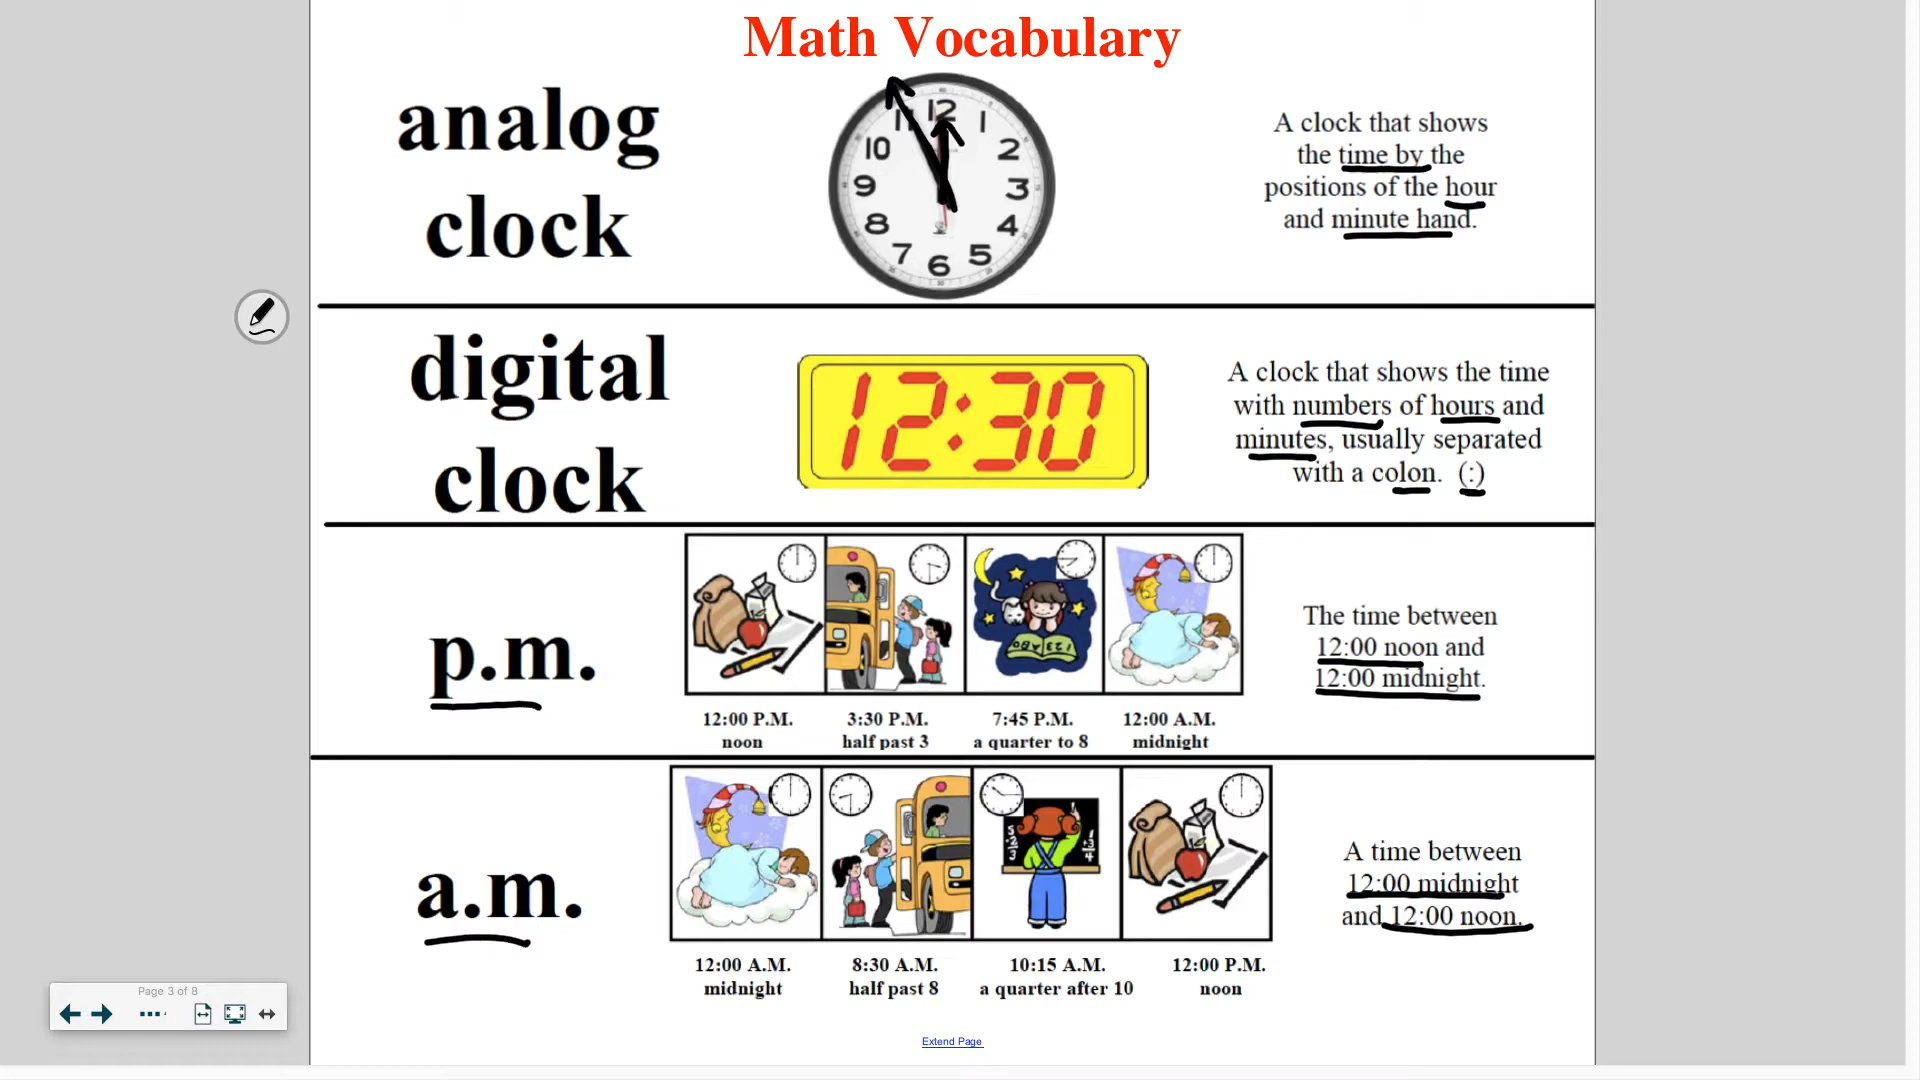 Math Vocabulary
analog
clock
12
11
1
10
2
9
3
8
4
7
5
6
A clock that shows
the time by the
positions of the hour
and minute hand.
digital
clock
12:30
A clock that shows the time
with numbers of hours and
minutes, usually separated
with a colon. (:)
p.m.
12:00 P.M.
noon
3:30 P.M.
half past 3
7:45 P.M.
a quarter to 8
12:00 A.M.
midnight
The time between
12:00 noon and
12:00 midnight.
a.m.
12:00 A.M.
midnight
8:30 A.M.
half past 8
10:15 A.M.
a quarter after 10
12:00 P.M.
noon
A time between
12:00 midnight
and 12:00 noon.
Page 3 of 8
Extend Page